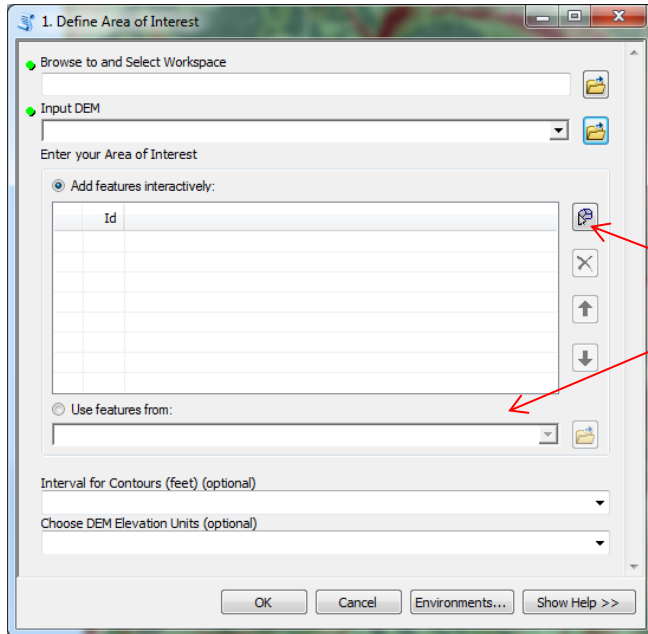 1. Define Area of Interest
Browse to and Select Workspace
Input DEM
Enter your Area of Interest
Add features interactively:
Id
Use features from:
Interval for Contours (feet) (optional)
Choose DEM Elevation Units (optional)
OK Cancel Environments... Show Help >>